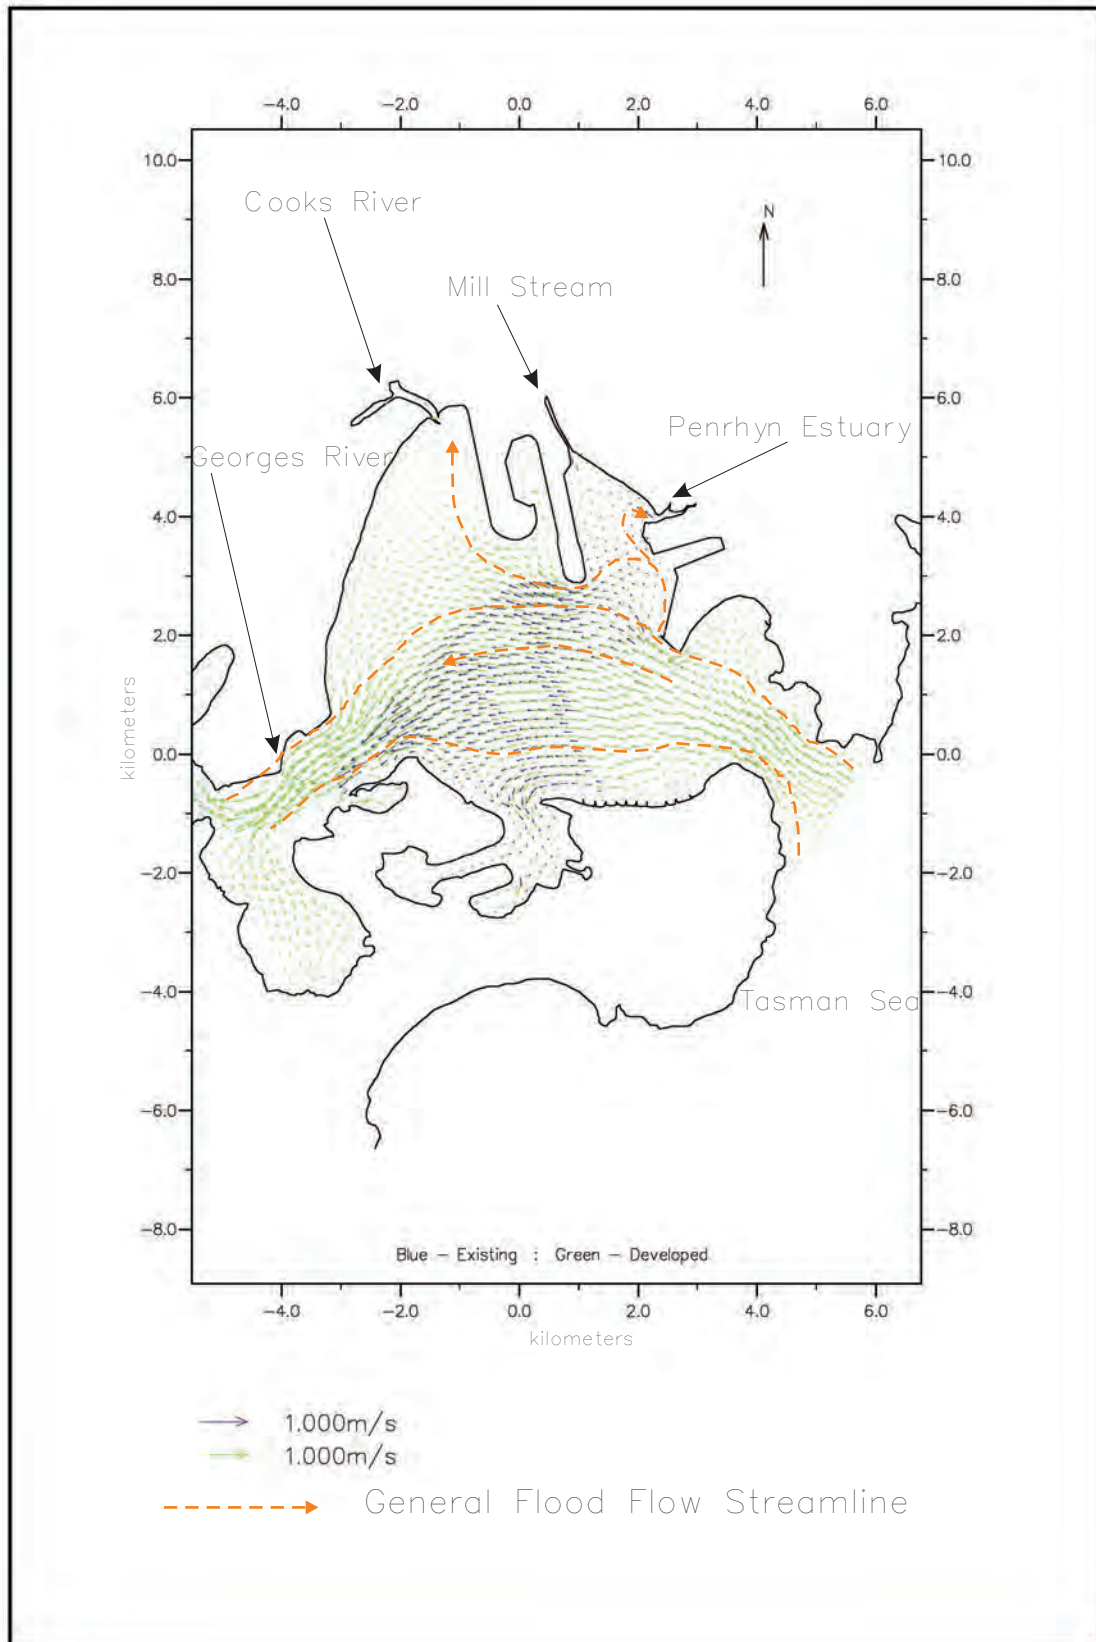 -4.0 -2.0 0.0 2.0 4.0 6.0
10.0 10.0
Cooks River
N
8.0 8.0
Mill Stream
6.0 6.0
Penrhyn Estuary
Georges River
4.0 4.0
2.0 2.0
kilometers
0.0 0.0
-2.0 -2.0
-4.0 -4.0
Tasman Sea
-6.0 -6.0
-8.0 -8.0
Blue - Existing : Green - Developed
-4.0 -2.0 0.0 2.0 4.0 6.0
kilometers
1.000m/s
1.000m/s
General Flood Flow Streamline